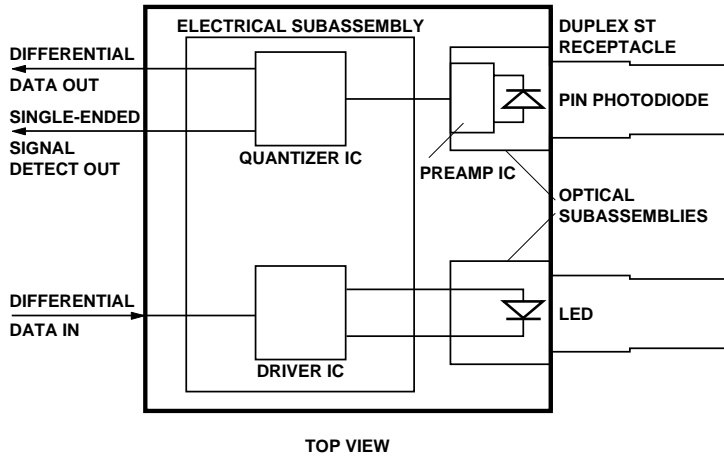 ELECTRICAL SUBASSEMBLY
DUPLEX ST
RECEPTACLE
DIFFERENTIAL
DATA OUT
PIN PHOTODIODE
SINGLE-ENDED
SIGNAL
DETECT OUT
QUANTIZER IC
PREAMP IC
OPTICAL
SUBASSEMBLIES
DIFFERENTIAL
DATA IN
LED
DRIVER IC
TOP VIEW